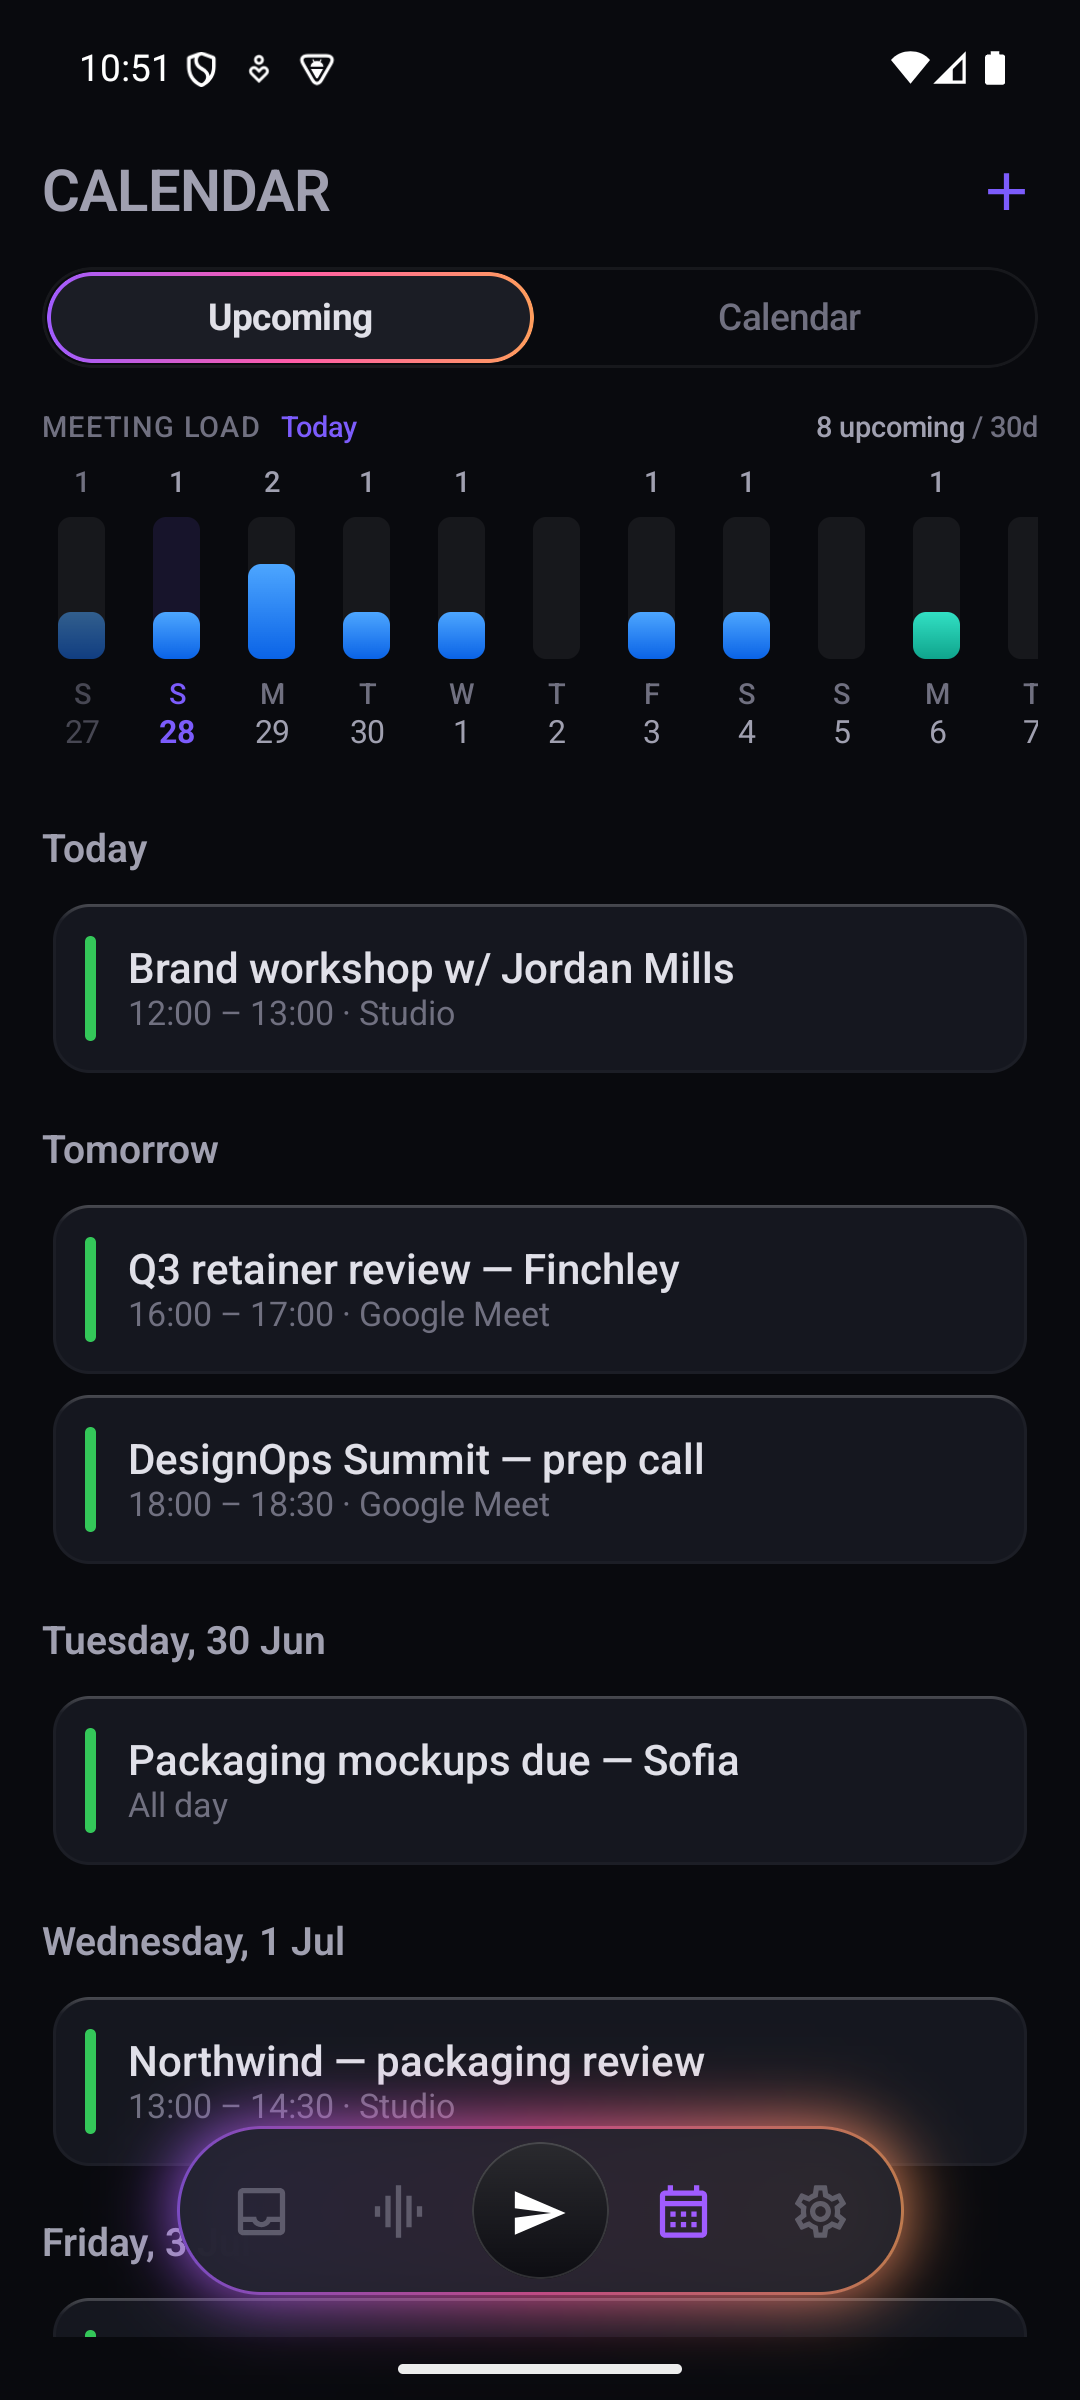 10:51
CALENDAR
Upcoming
Calendar
MEETING LOAD Today
8 upcoming / 30d
1 1 2 1 1 1 1 1
S M T W T F S S M T
27 28 29 30 1 2 3 4 5 6 7
Today
Brand workshop w/ Jordan Mills
12:00 – 13:00 · Studio
Tomorrow
Q3 retainer review — Finchley
16:00 – 17:00 · Google Meet
DesignOps Summit — prep call
18:00 – 18:30 · Google Meet
Tuesday, 30 Jun
Packaging mockups due — Sofia
All day
Wednesday, 1 Jul
Northwind — packaging review
13:00 – 14:30 · Studio
Friday, 3